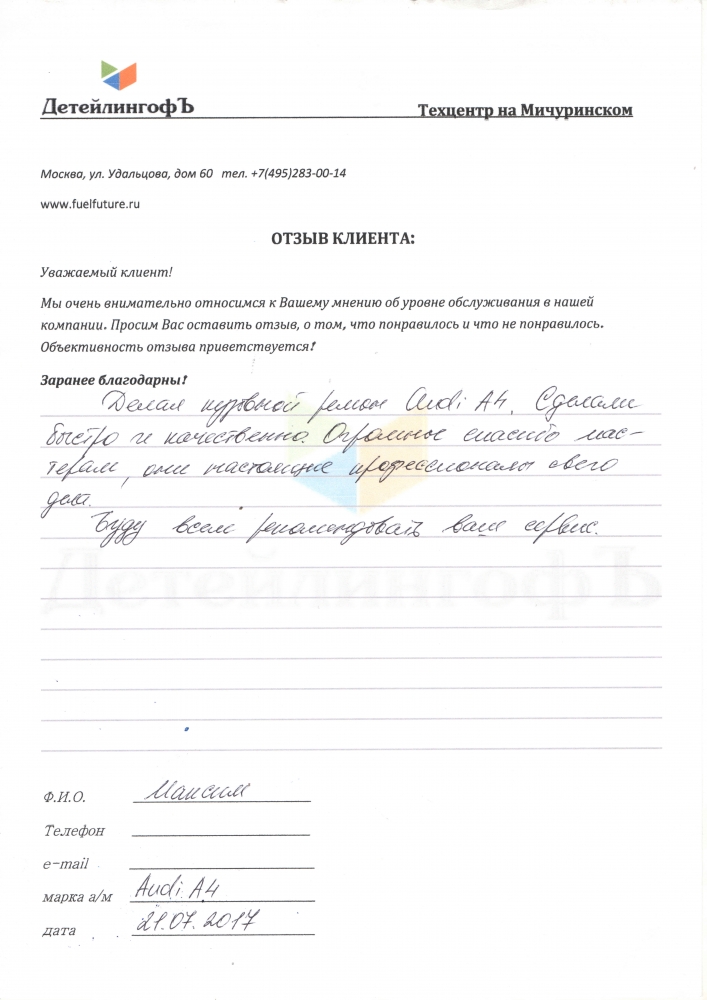 ДетейлингофЪ
Техцентр на Мичуринском
Москва, ул. Удальцова, дом 60 тел. +7(495)283-00-14
www.fuelfuture.ru
ОТЗЫВ КЛИЕНТА:
Уважаемый клиент!
Мы очень внимательно относимся к Вашему мнению об уровне обслуживания в нашей
компании. Просим Вас оставить отзыв, о том, что понравилось и что не понравилось.
Объективность отзыва приветствуется!
Заранее благодарны!
Делал кузовной ремонт Audi A4. Сделали
быстро и качественно. Огромное спасибо мас-
терам, они настоящие профессионалы своего
дела.
Буду всем рекомендовать ваш сервис.
ДетейлингофЪ
Ф.И.О. Максим
Телефон
e-mail
марка а/м Audi A4
дата 21.07.2017